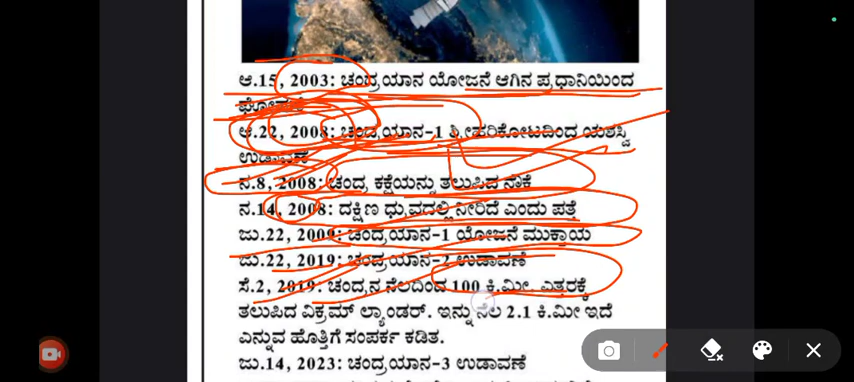 ಆ.15, 2003: ಚಂದ್ರಯಾನ ಯೋಜನೆ ಆಗಿನ ಪ್ರಧಾನಿಯಿಂದ
ಘೋಷಣೆ
ಆ.22, 2008: ಚಂದ್ರಯಾನ-1 ಶ್ರೀಹರಿಕೋಟದಿಂದ ಯಶಸ್ವಿ
ಉಡಾವಣೆ
ನ.8, 2008: ಚಂದ್ರ ಕಕ್ಷೆಯನ್ನು ತಲುಪಿದ ನೌಕೆ
ನ.14, 2008: ದಕ್ಷಿಣ ಧ್ರುವದಲ್ಲಿ ನೀರಿದೆ ಎಂದು ಪತ್ತೆ
ಜು.22, 2009: ಚಂದ್ರಯಾನ-1 ಯೋಜನೆ ಮುಕ್ತಾಯ
ಜು.22, 2019: ಚಂದ್ರಯಾನ-2 ಉಡಾವಣೆ
ಸೆ.2, 2019: ಚಂದ್ರನ ನೆಲದಿಂದ 100 ಕಿ.ಮೀ. ಎತ್ತರಕ್ಕೆ
ತಲುಪಿದ ವಿಕ್ರಮ್ ಲ್ಯಾಂಡರ್. ಇನ್ನು ನೆಲ 2.1 ಕಿ.ಮೀ ಇದೆ
ಎನ್ನುವ ಹೊತ್ತಿಗೆ ಸಂಪರ್ಕ ಕಡಿತ.
ಜು.14, 2023: ಚಂದ್ರಯಾನ-3 ಉಡಾವಣೆ